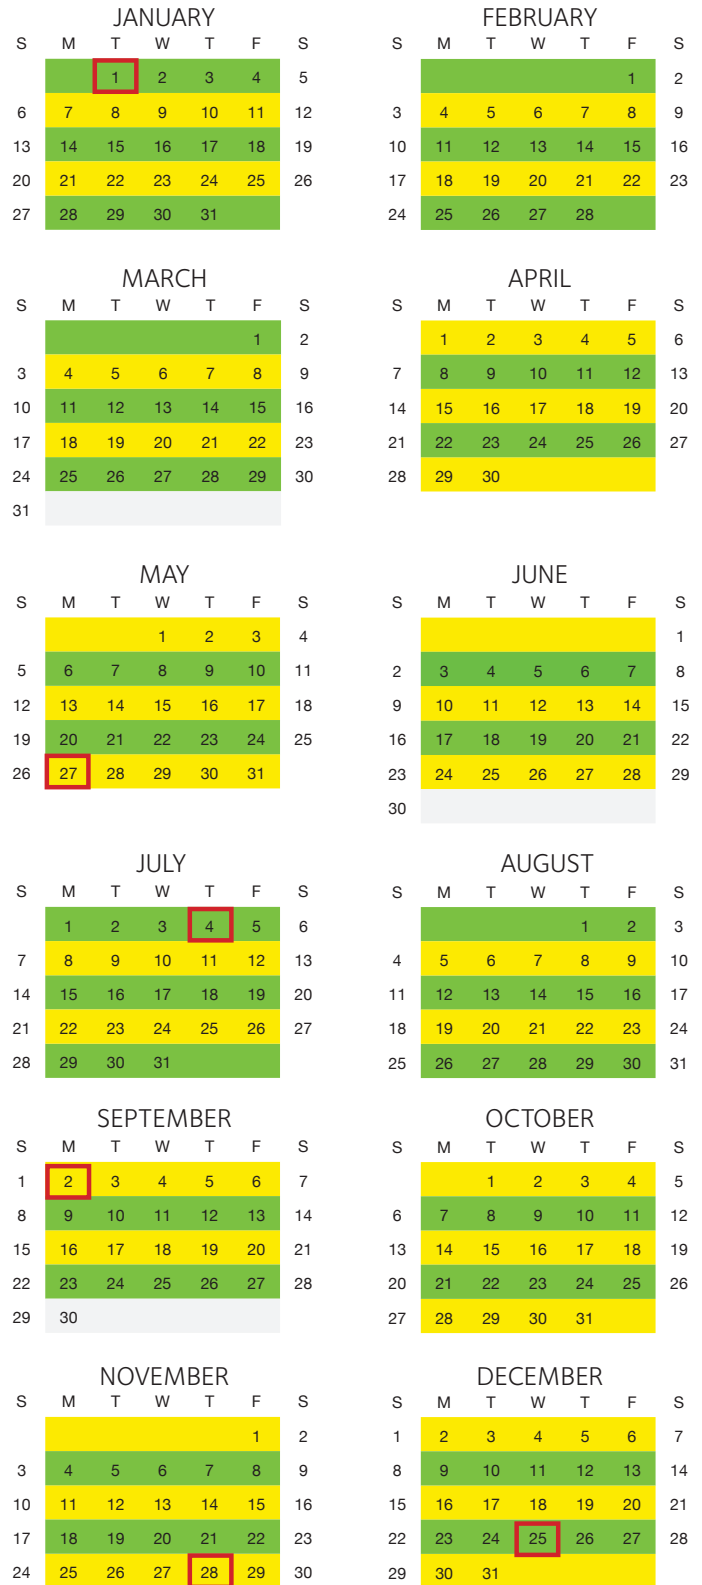 JANUARY
S M T W T F S
1 2 3 4 5
6 7 8 9 10 11 12
13 14 15 16 17 18 19
20 21 22 23 24 25 26
27 28 29 30 31
FEBRUARY
S M T W T F S
1 2
3 4 5 6 7 8 9
10 11 12 13 14 15 16
17 18 19 20 21 22 23
24 25 26 27 28
MARCH
S M T W T F S
1 2
3 4 5 6 7 8 9
10 11 12 13 14 15 16
17 18 19 20 21 22 23
24 25 26 27 28 29 30
31
APRIL
S M T W T F S
1 2 3 4 5 6
7 8 9 10 11 12 13
14 15 16 17 18 19 20
21 22 23 24 25 26 27
28 29 30
MAY
S M T W T F S
1 2 3 4
5 6 7 8 9 10 11
12 13 14 15 16 17 18
19 20 21 22 23 24 25
26 27 28 29 30 31
JUNE
S M T W T F S
1
2 3 4 5 6 7 8
9 10 11 12 13 14 15
16 17 18 19 20 21 22
23 24 25 26 27 28 29
30
JULY
S M T W T F S
1 2 3 4 5 6
7 8 9 10 11 12 13
14 15 16 17 18 19 20
21 22 23 24 25 26 27
28 29 30 31
AUGUST
S M T W T F S
1 2 3
4 5 6 7 8 9 10
11 12 13 14 15 16 17
18 19 20 21 22 23 24
25 26 27 28 29 30 31
SEPTEMBER
S M T W T F S
1 2 3 4 5 6 7
8 9 10 11 12 13 14
15 16 17 18 19 20 21
22 23 24 25 26 27 28
29 30
OCTOBER
S M T W T F S
1 2 3 4 5
6 7 8 9 10 11 12
13 14 15 16 17 18 19
20 21 22 23 24 25 26
27 28 29 30 31
NOVEMBER
S M T W T F S
1 2
3 4 5 6 7 8 9
10 11 12 13 14 15 16
17 18 19 20 21 22 23
24 25 26 27 28 29 30
DECEMBER
S M T W T F S
1 2 3 4 5 6 7
8 9 10 11 12 13 14
15 16 17 18 19 20 21
22 23 24 25 26 27 28
29 30 31